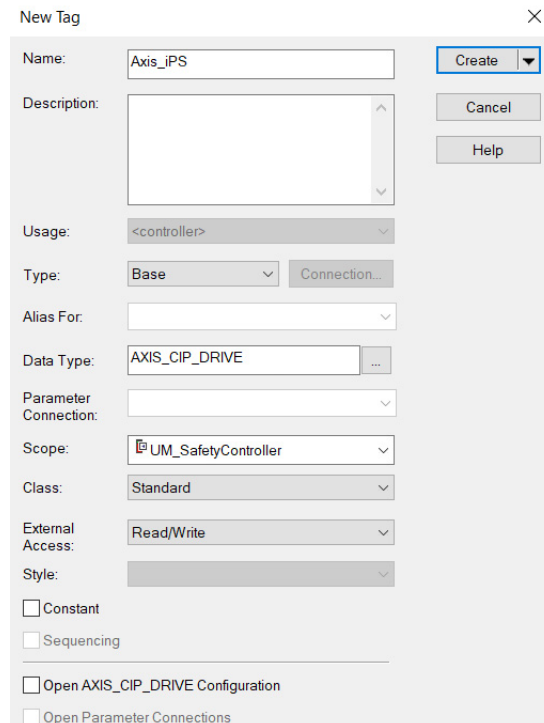 New Tag
Name: Axis_iPS Create
Description: Cancel
Help
Usage: <controller>
Type: Base Connection...
Alias For:
Data Type: AXIS_CIP_DRIVE ...
Parameter
Connection:
Scope: UM_SafetyController
Class: Standard
External
Access: Read/Write
Style:
Constant
Sequencing
Open AXIS_CIP_DRIVE Configuration
Open Parameter Connections